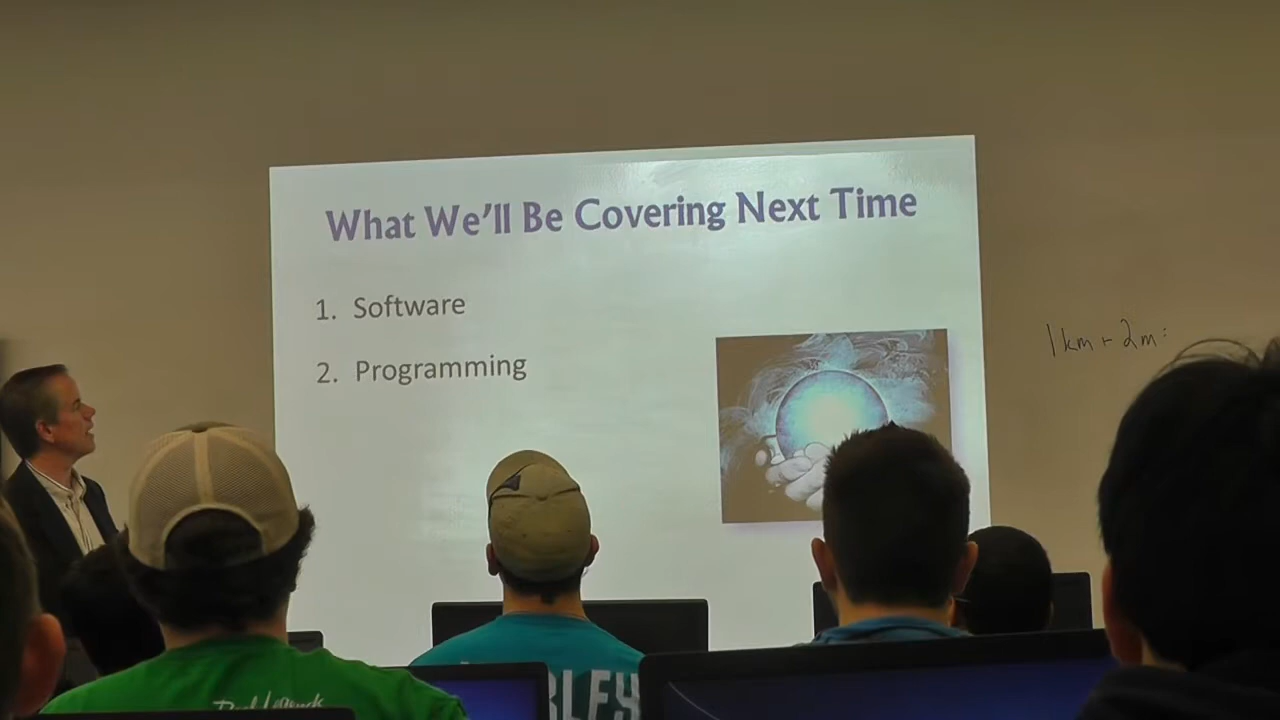 What We'll Be Covering Next Time
1. Software
2. Programming
1km + 2m: